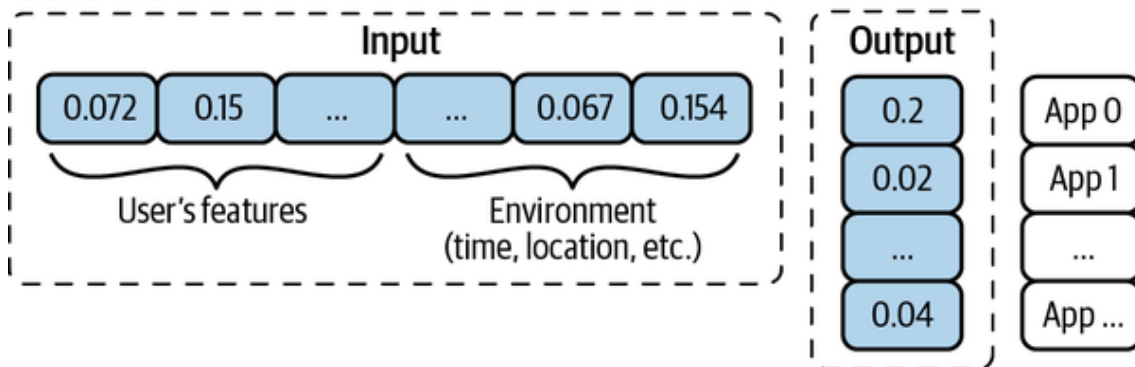 Input
0.072 0.15 ... ... 0.067 0.154
User's features
Environment
(time, location, etc.)
Output
0.2
0.02
...
0.04
App 0
App 1
...
App ...